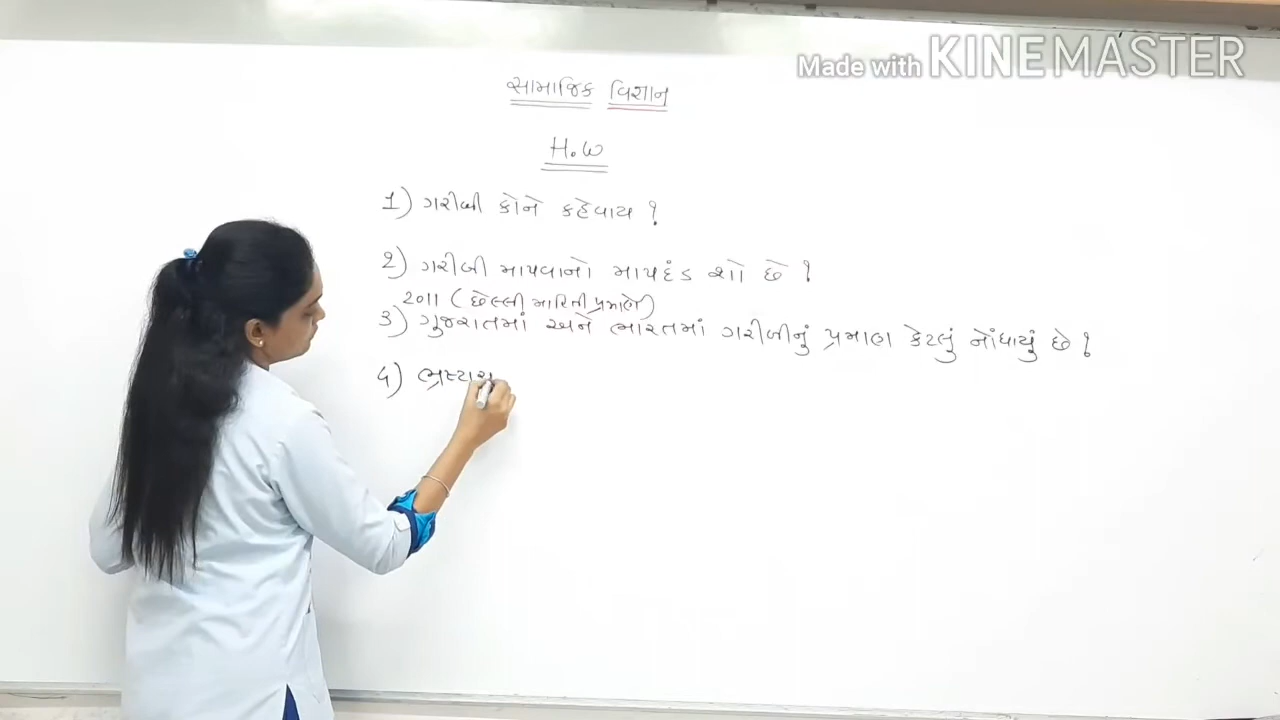 Made with KINEMASTER
સામાજિક વિજ્ઞાન
H.W
1) ગરીબી કોને કહેવાય ?
2) ગરીબી માપવાનો માપદંડ શો છે ?
2011 (છેલ્લી માહિતી પ્રમાણે)
3) ગુજરાતમાં અને ભારતમાં ગરીબીનું પ્રમાણ કેટલું નોંધાયું છે ?
4) ભ્રષ્ટાચ